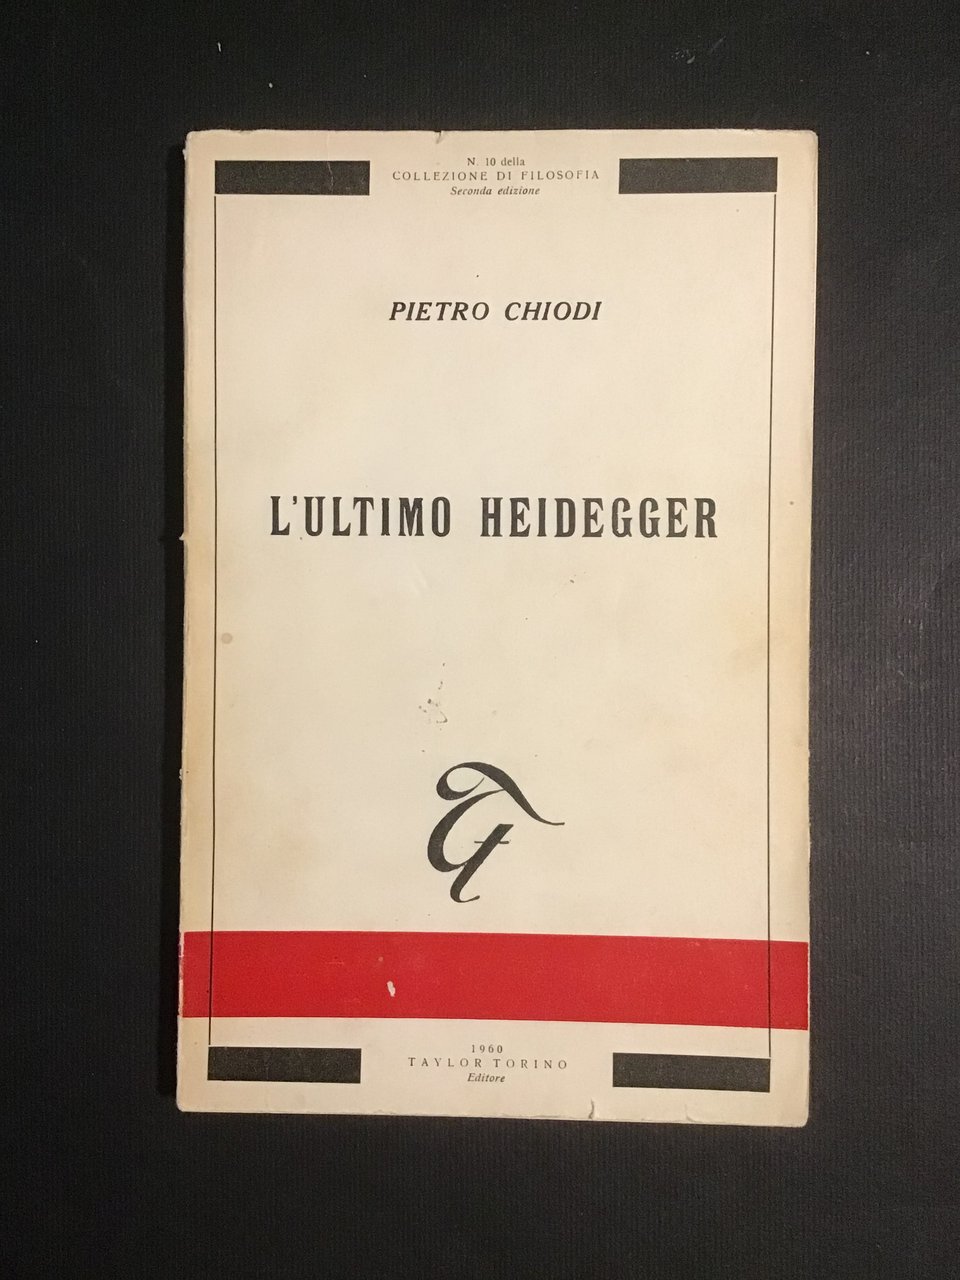 N. 10 della
COLLEZIONE DI FILOSOFIA
Seconda edizione
PIETRO CHIODI
L'ULTIMO HEIDEGGER
1960
TAYLOR TORINO
Editore